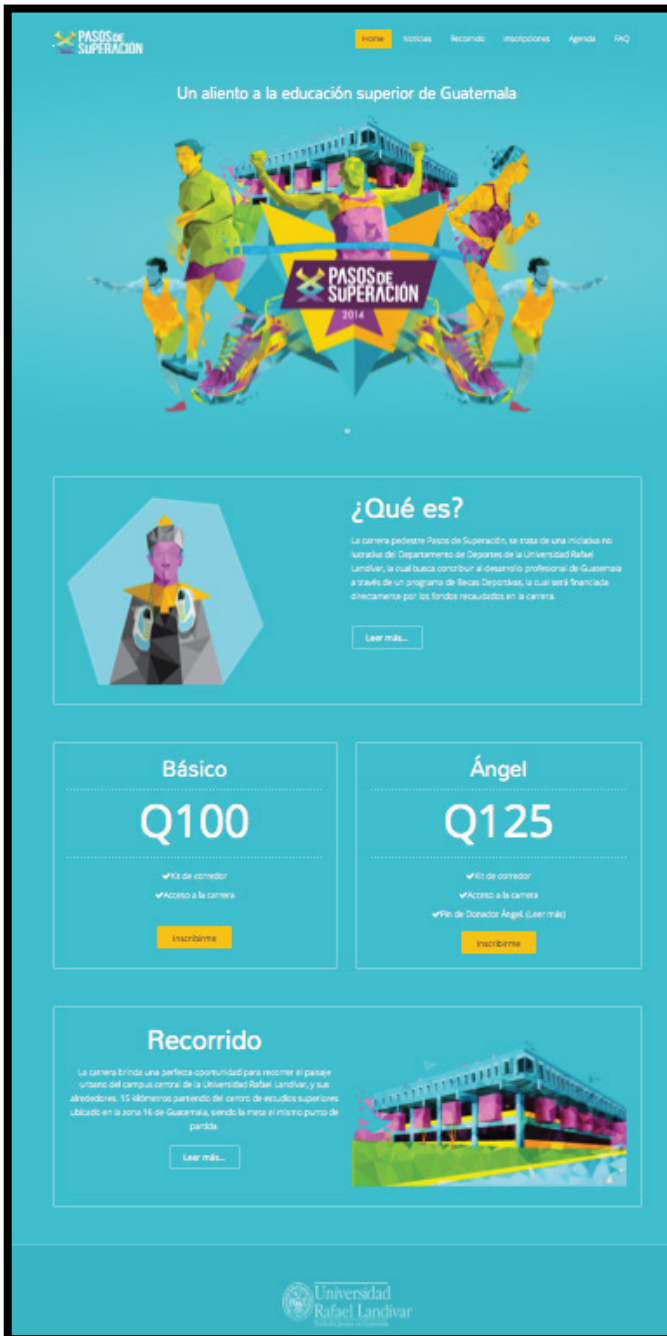 PASOS DE
SUPERACIÓN
Home Noticias Recorrido Inscripciones Agenda FAQ
Un aliento a la educación superior de Guatemala
PASOS DE
SUPERACIÓN
2014
¿Qué es?
La carrera pedestre Pasos de Superación, se trata de una iniciativa no
lucrativa del Departamento de Deportes de la Universidad Rafael
Landívar, la cual busca contribuir al desarrollo profesional de Guatemala
a través de un programa de Becas Deportivas, la cual será financiada
directamente por los fondos recaudados en la carrera.
Leer más...
Básico
Q100
✔Kit de corredor
✔Acceso a la carrera
Inscribirme
Ángel
Q125
✔Kit de corredor
✔Acceso a la carrera
✔Pin de Donador Ángel. (Leer más)
Inscribirme
Recorrido
La carrera brinda una perfecta oportunidad para recorrer el paisaje
urbano del campus central de la Universidad Rafael Landívar, y sus
alrededores. 15 kilómetros partiendo del centro de estudios superiores
ubicado en la zona 16 de Guatemala, siendo la meta el mismo punto de
partida.
Leer más...
Universidad
Rafael Landívar